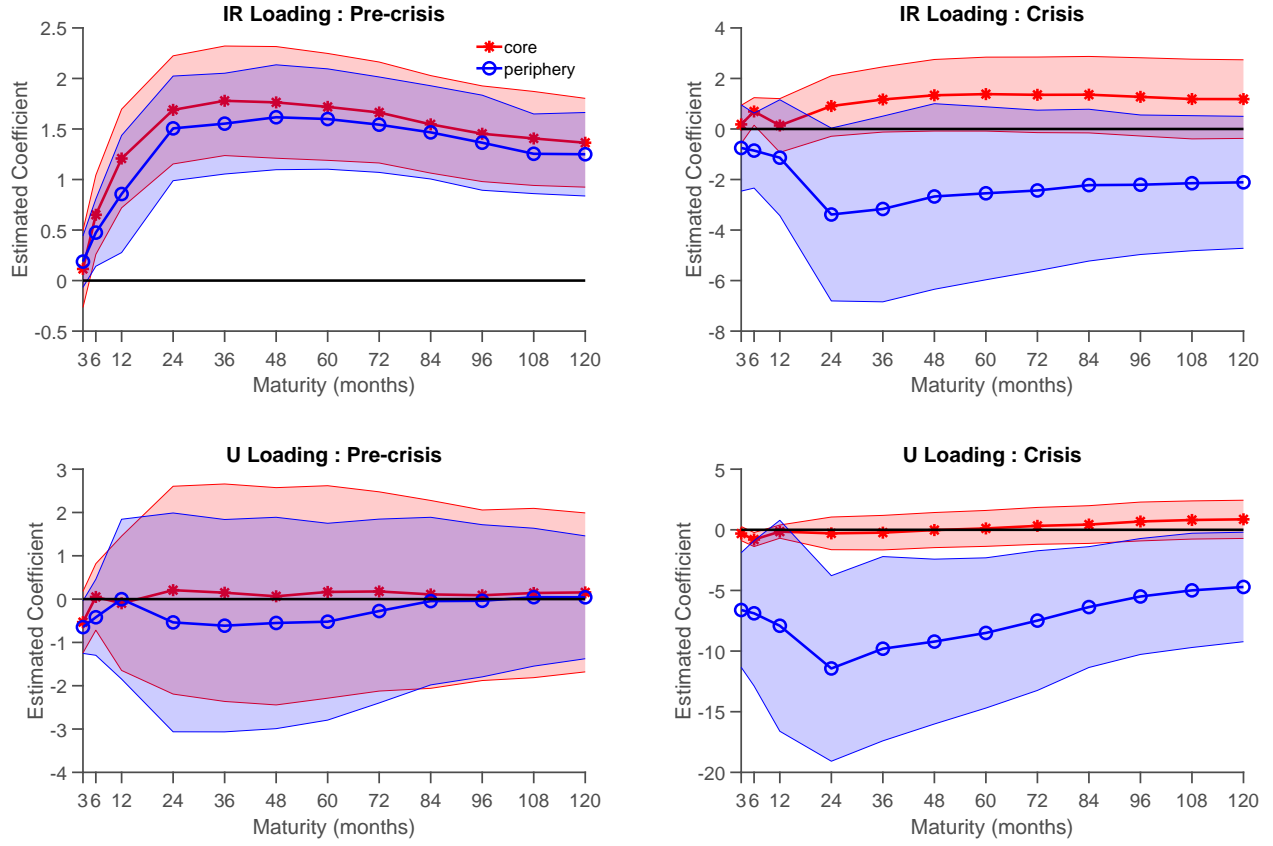 IR Loading : Pre-crisis
2.5
2
1.5
1
0.5
0
-0.5
Estimated Coefficient
core
periphery
3 6 12 24 36 48 60 72 84 96 108 120
Maturity (months)
IR Loading : Crisis
4
2
0
-2
-4
-6
-8
Estimated Coefficient
3 6 12 24 36 48 60 72 84 96 108 120
Maturity (months)
U Loading : Pre-crisis
3
2
1
0
-1
-2
-3
-4
Estimated Coefficient
3 6 12 24 36 48 60 72 84 96 108 120
Maturity (months)
U Loading : Crisis
5
0
-5
-10
-15
-20
Estimated Coefficient
3 6 12 24 36 48 60 72 84 96 108 120
Maturity (months)